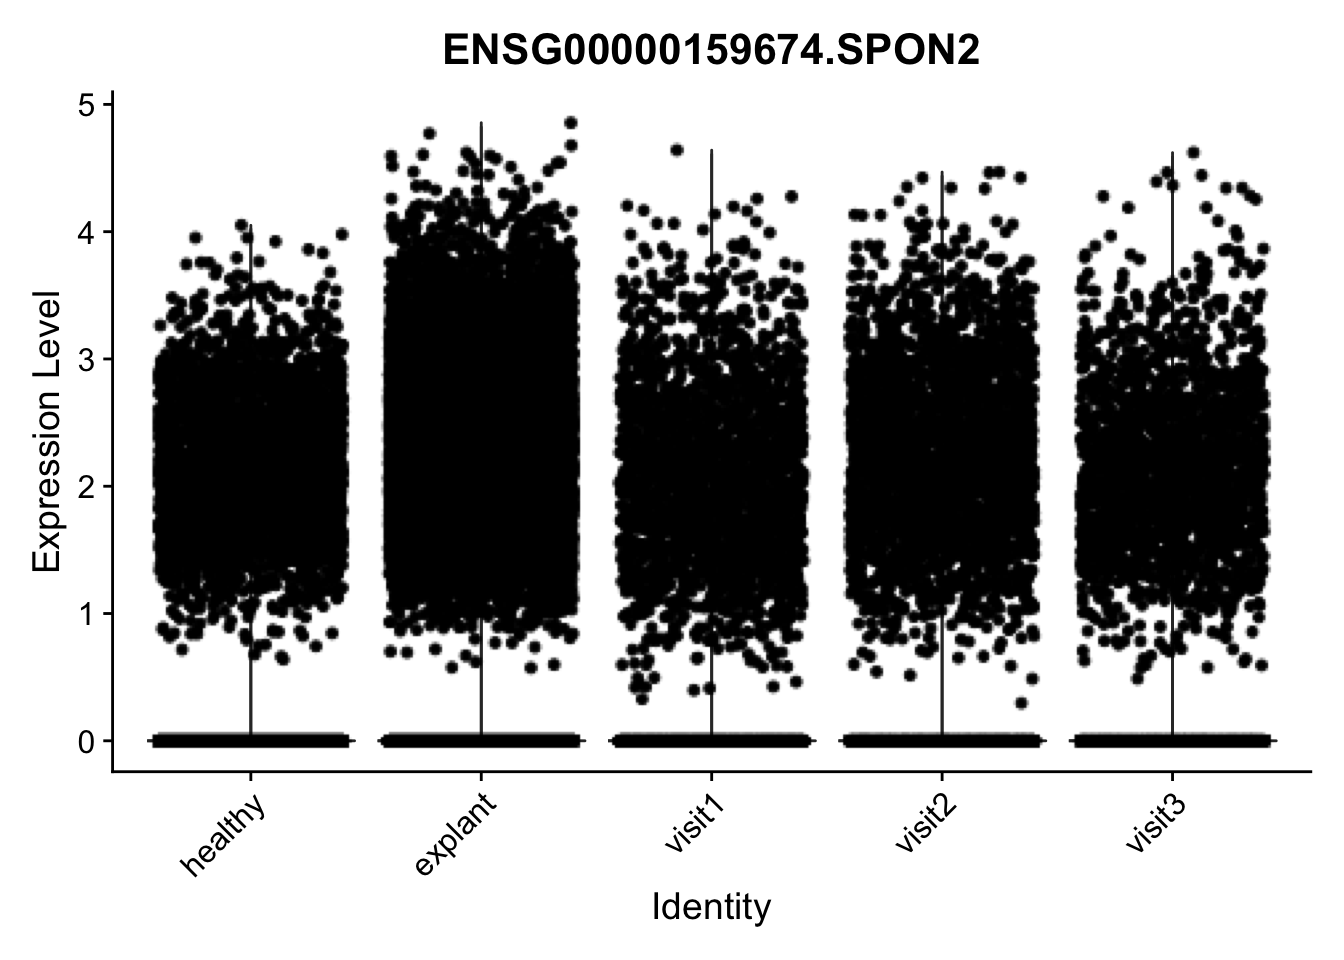 ENSG00000159674.SPON2
Expression Level
5
4
3
2
1
0
healthy
explant
visit1
visit2
visit3
Identity